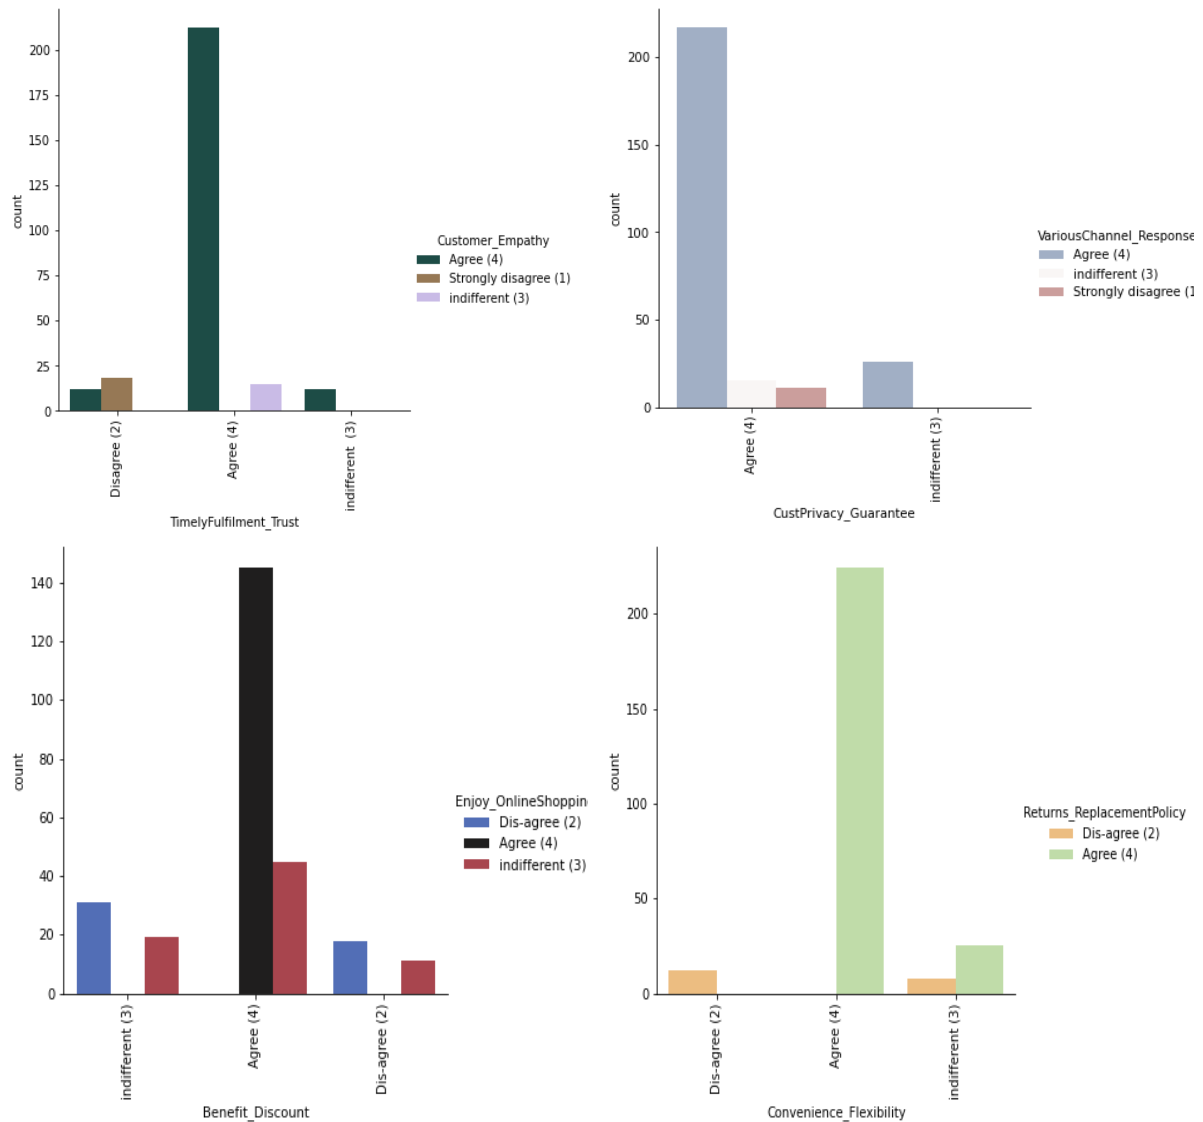 200
175
150
125
100
75
50
25
0
count
Disagree (2)
Agree (4)
indifferent  (3)
TimelyFulfilment_Trust
Customer_Empathy
Agree (4)
Strongly disagree (1)
indifferent (3)
200
150
100
50
0
count
Agree (4)
indifferent (3)
CustPrivacy_Guarantee
VariousChannel_Response
Agree (4)
indifferent (3)
Strongly disagree (1
140
120
100
80
60
40
20
0
count
indifferent (3)
Agree (4)
Dis-agree (2)
Benefit_Discount
Enjoy_OnlineShoppin
Dis-agree (2)
Agree (4)
indifferent (3)
200
150
100
50
0
count
Dis-agree (2)
Agree (4)
indifferent (3)
Convenience_Flexibility
Returns_ReplacementPolicy
Dis-agree (2)
Agree (4)